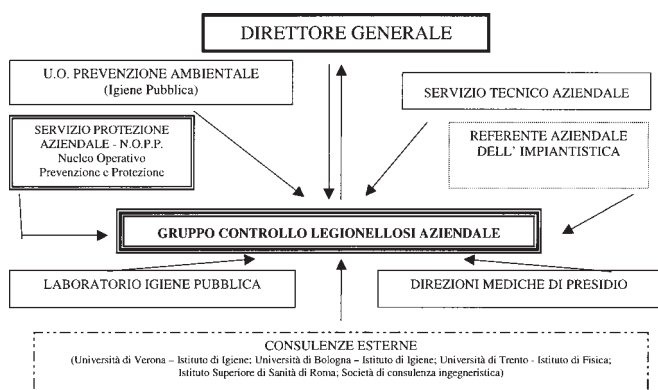 DIRETTORE GENERALE
U.O. PREVENZIONE AMBIENTALE
(Igiene Pubblica)
SERVIZIO TECNICO AZIENDALE
SERVIZIO PROTEZIONE
AZIENDALE - N.O.P.P.
Nucleo Operativo
Prevenzione e Protezione
REFERENTE AZIENDALE
DELL' IMPIANTISTICA
GRUPPO CONTROLLO LEGIONELLOSI AZIENDALE
LABORATORIO IGIENE PUBBLICA
DIREZIONI MEDICHE DI PRESIDIO
CONSULENZE ESTERNE
(Università di Verona – Istituto di Igiene; Università di Bologna – Istituto di Igiene; Università di Trento - Istituto di Fisica;
Istituto Superiore di Sanità di Roma; Società di consulenza ingegneristica)